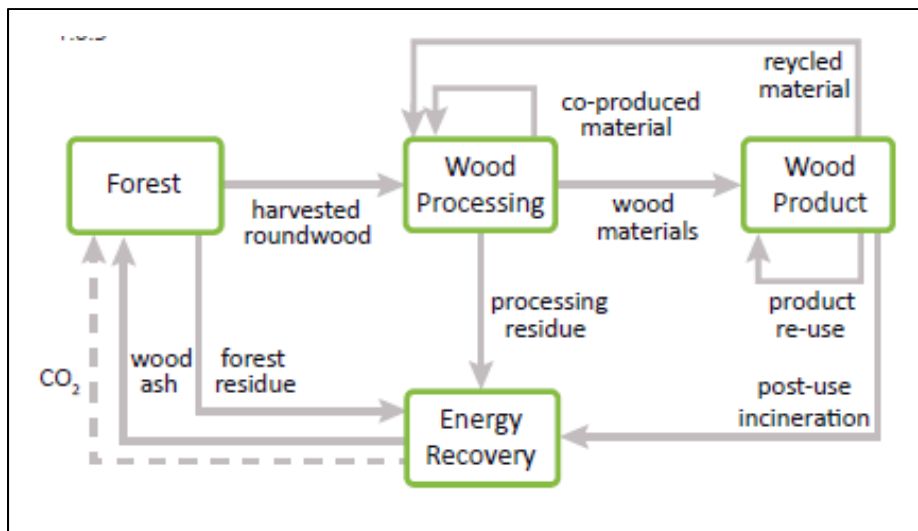 reycled
material
co-produced
material
Forest
Wood
Processing
Wood
Product
harvested
roundwood
wood
materials
processing
residue
product
re-use
CO₂
wood
ash
forest
residue
post-use
incineration
Energy
Recovery